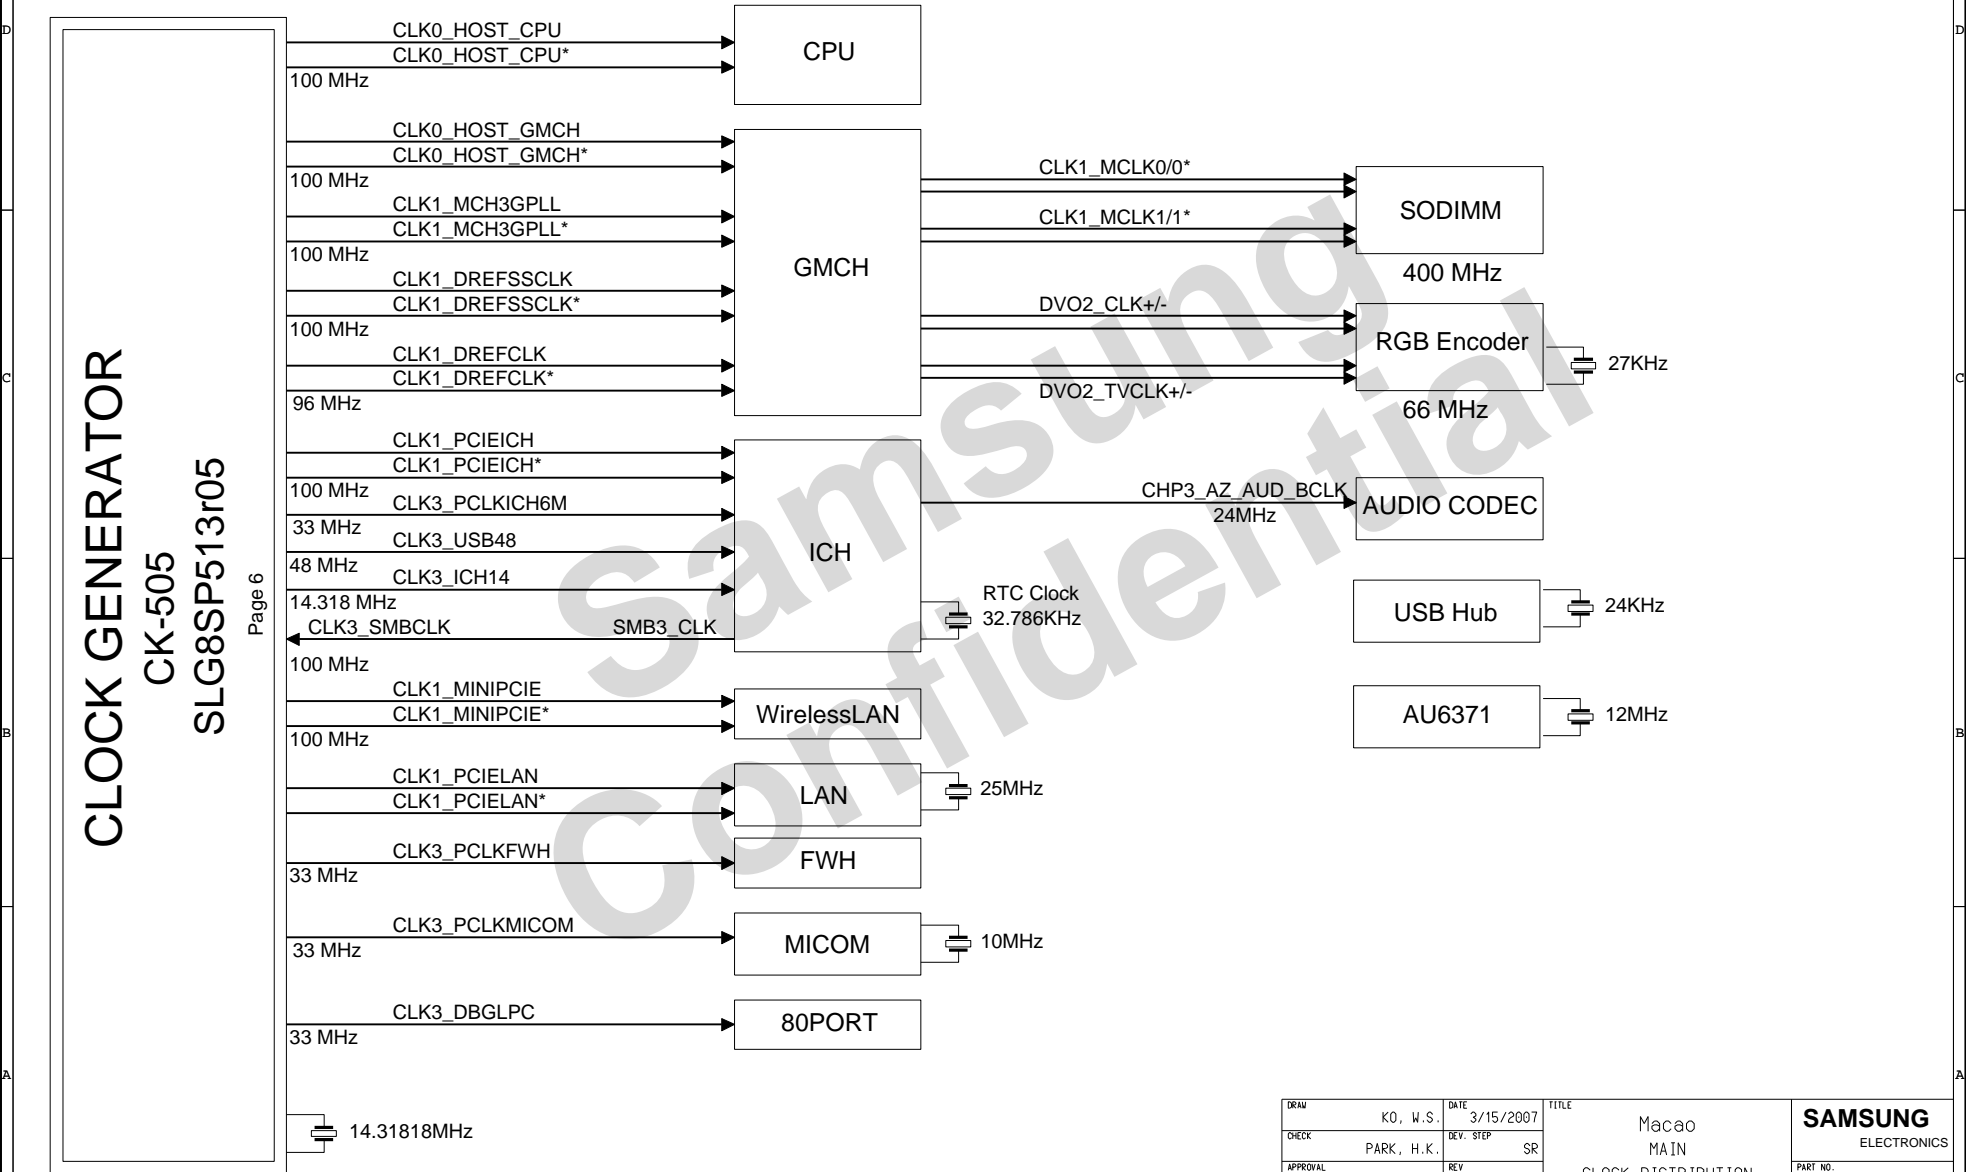 D
D
C
C
B
B
A
A
CLOCK GENERATOR
CK-505
SLG8SP513r05
Page 6
CLK0_HOST_CPU
CLK0_HOST_CPU*
100 MHz
CPU
CLK0_HOST_GMCH
CLK0_HOST_GMCH*
100 MHz
CLK1_MCH3GPLL
CLK1_MCH3GPLL*
100 MHz
CLK1_DREFSSCLK
CLK1_DREFSSCLK*
100 MHz
CLK1_DREFCLK
CLK1_DREFCLK*
96 MHz
GMCH
CLK1_MCLK0/0*
CLK1_MCLK1/1*
SODIMM
400 MHz
DVO2_CLK+/-
DVO2_TVCLK+/-
RGB Encoder
27KHz
66 MHz
CLK1_PCIEICH
CLK1_PCIEICH*
100 MHz
CLK3_PCLKICH6M
33 MHz
CLK3_USB48
48 MHz
CLK3_ICH14
14.318 MHz
CLK3_SMBCLK
SMB3_CLK
100 MHz
ICH
RTC Clock
32.786KHz
CHP3_AZ_AUD_BCLK
24MHz
AUDIO CODEC
USB Hub
24KHz
AU6371
12MHz
CLK1_MINIPCIE
CLK1_MINIPCIE*
100 MHz
WirelessLAN
CLK1_PCIELAN
CLK1_PCIELAN*
LAN
25MHz
CLK3_PCLKFWH
33 MHz
FWH
CLK3_PCLKMICOM
33 MHz
MICOM
10MHz
CLK3_DBGLPC
33 MHz
80PORT
14.31818MHz
Samsung
Confidential
DRAW
KO, W.S.
DATE
3/15/2007
TITLE
Macao
MAIN
CLOCK DISTRIBUTION
SAMSUNG
ELECTRONICS
CHECK
PARK, H.K.
DEV. STEP
SR
APPROVAL
REV
PART NO.